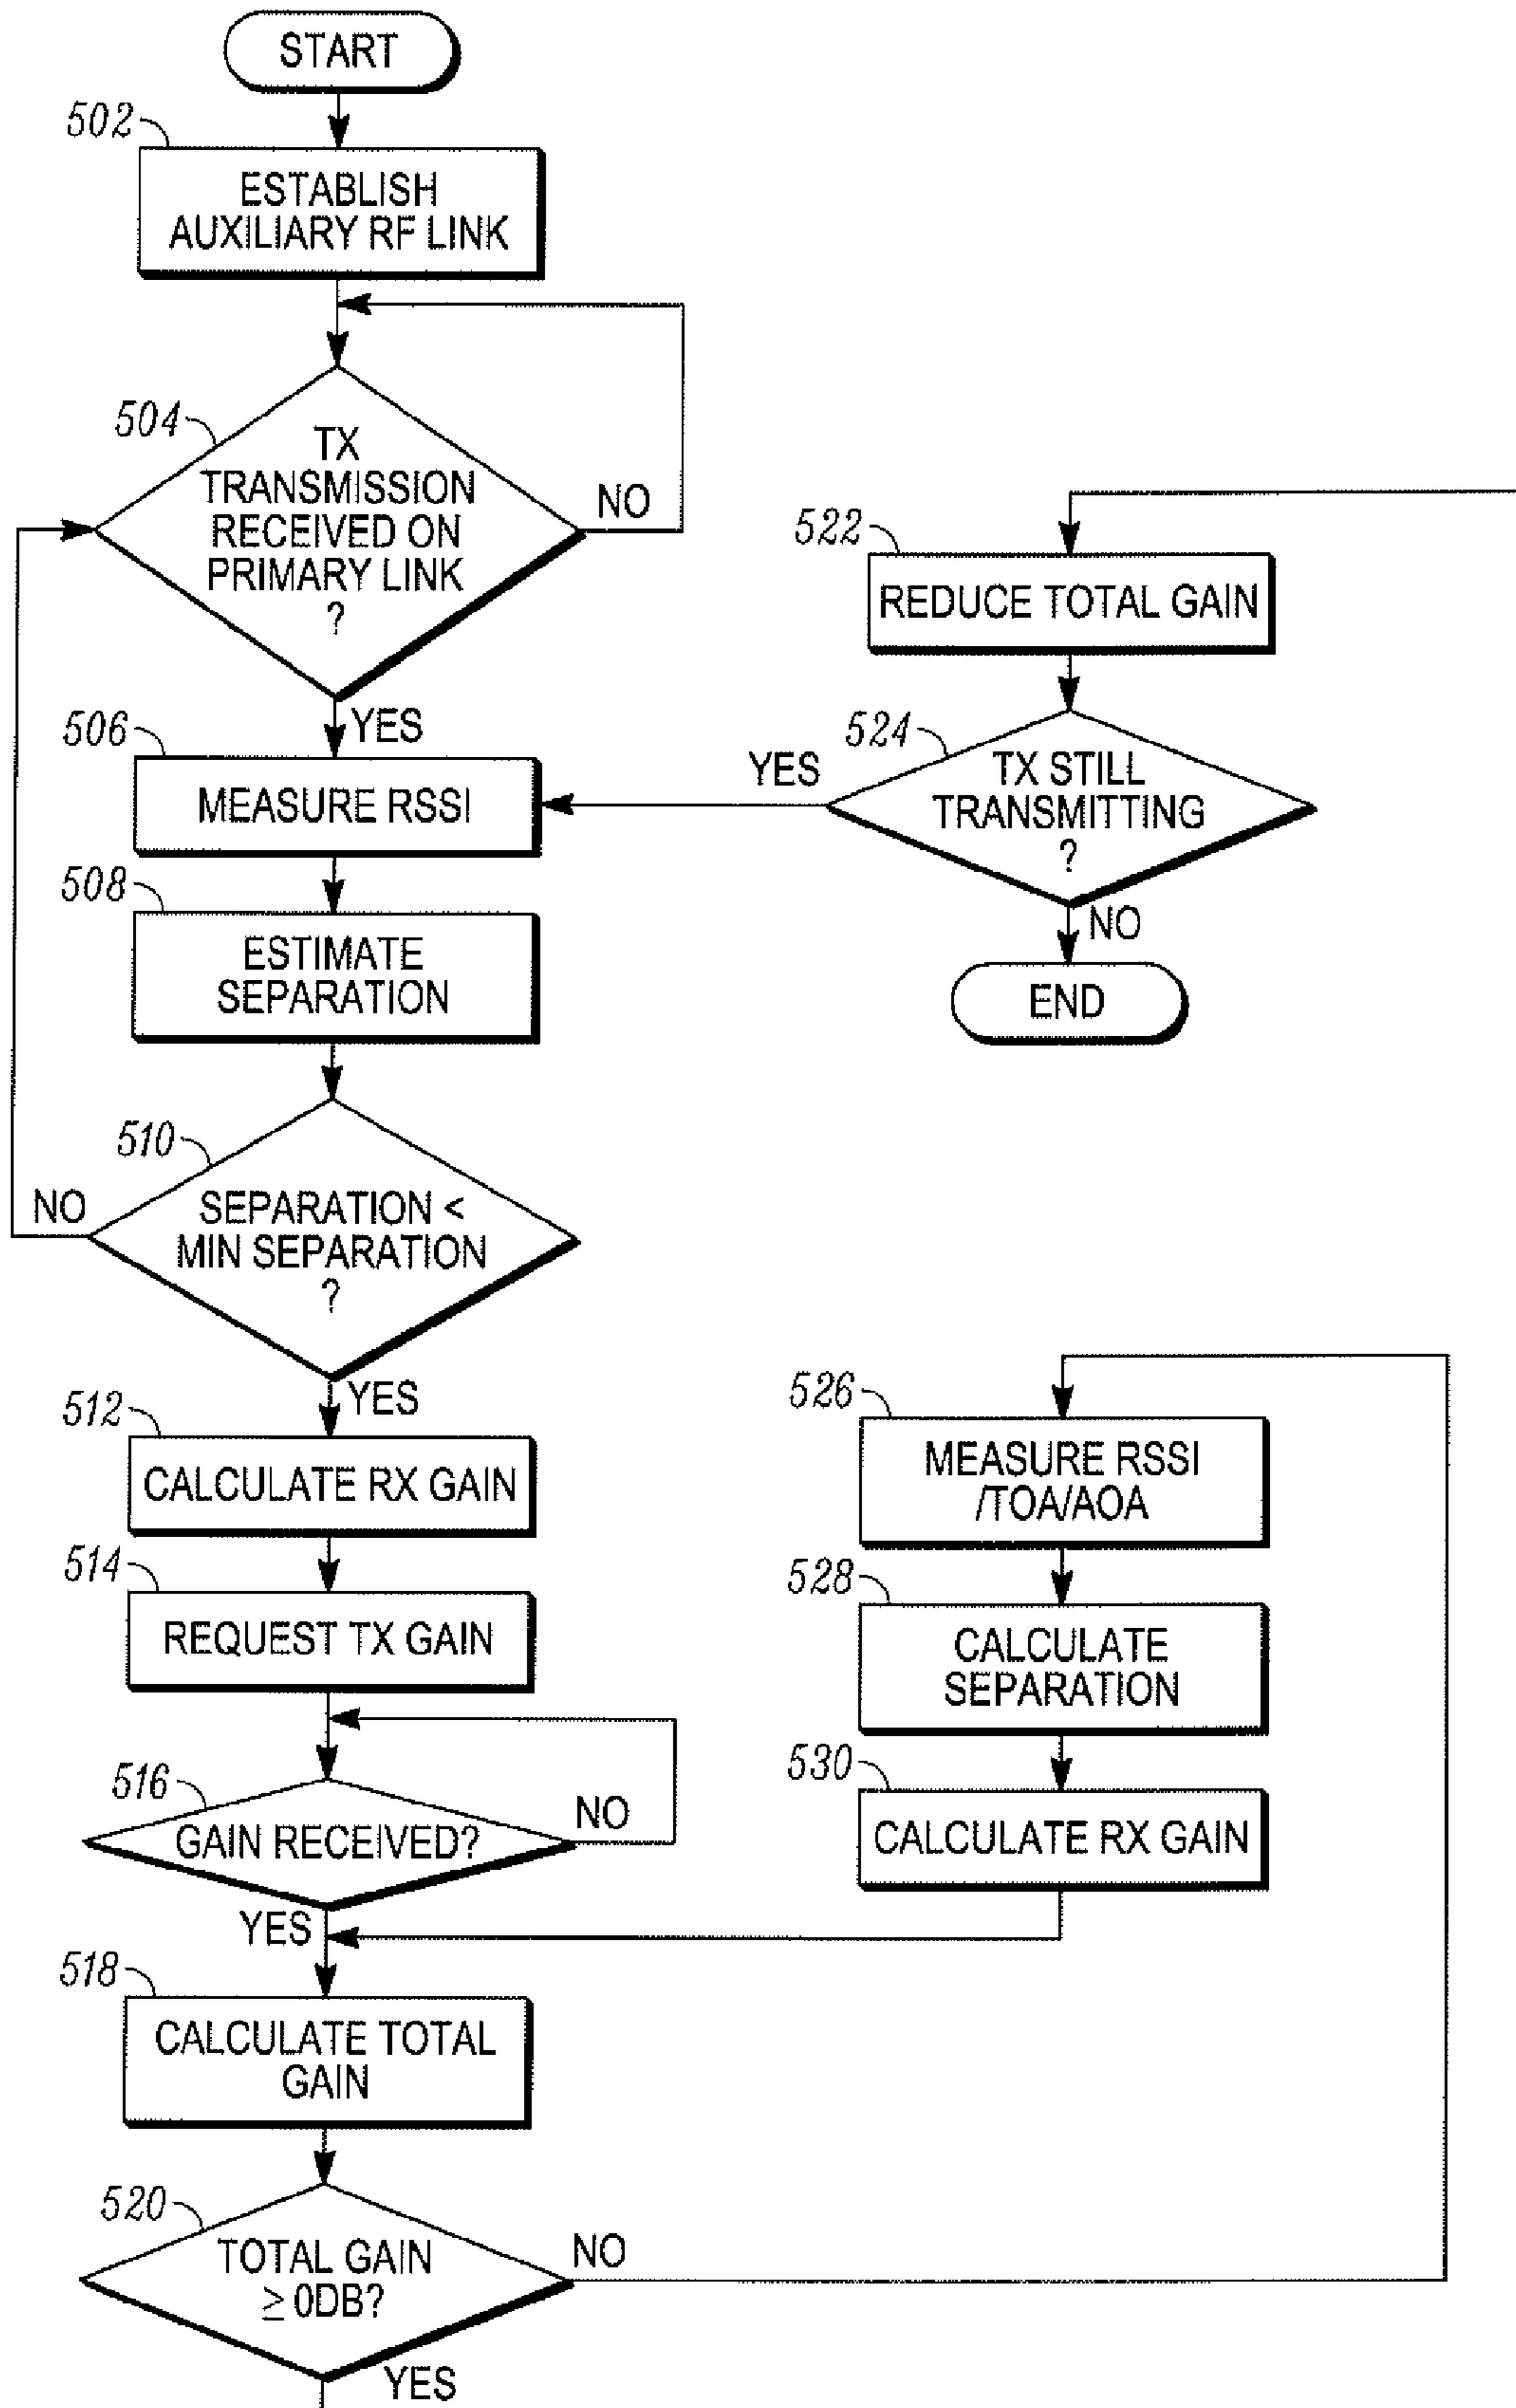 START
502
ESTABLISH
AUXILIARY RF LINK
504
TX
TRANSMISSION
RECEIVED ON
PRIMARY LINK
?
NO
YES
506
MEASURE RSSI
508
ESTIMATE
SEPARATION
510
SEPARATION <
MIN SEPARATION
?
NO
YES
512
CALCULATE RX GAIN
514
REQUEST TX GAIN
516
GAIN RECEIVED?
NO
YES
518
CALCULATE TOTAL
GAIN
520
TOTAL GAIN
≥ 0DB?
NO
YES
522
REDUCE TOTAL GAIN
524
TX STILL
TRANSMITTING
?
YES
NO
END
526
MEASURE RSSI
/TOA/AOA
528
CALCULATE
SEPARATION
530
CALCULATE RX GAIN